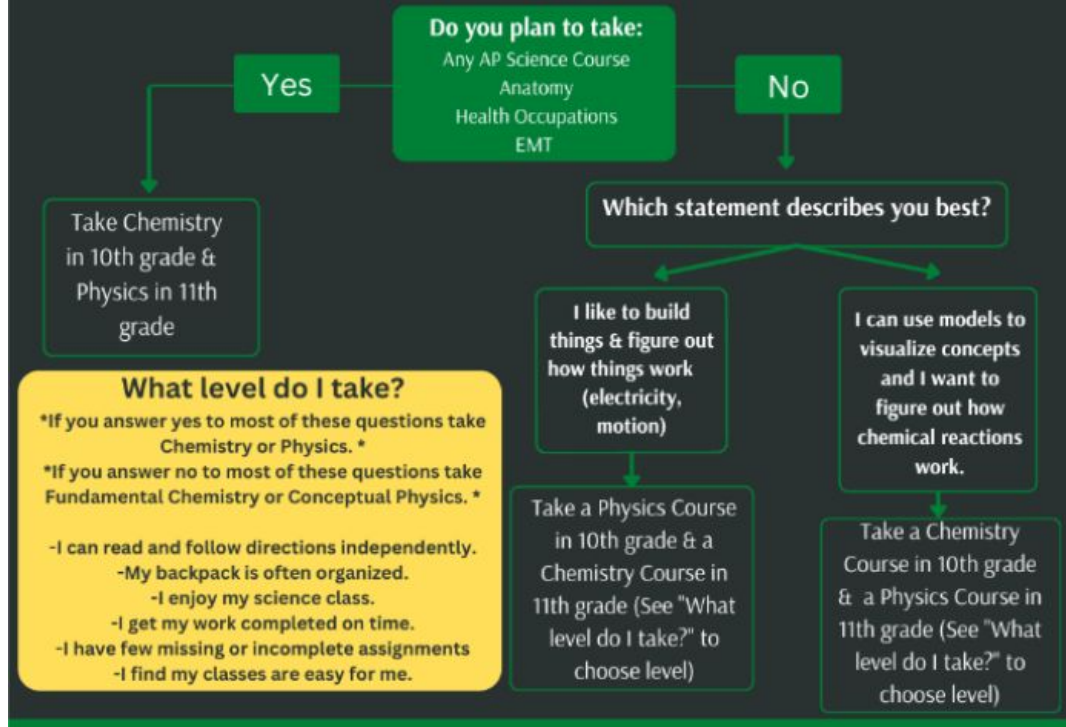 Do you plan to take:
Any AP Science Course
Anatomy
Health Occupations
EMT
Yes
No
Take Chemistry
in 10th grade &
Physics in 11th
grade
Which statement describes you best?
I like to build
things & figure out
how things work
(electricity,
motion)
I can use models to
visualize concepts
and I want to
figure out how
chemical reactions
work.
What level do I take?
*If you answer yes to most of these questions take
Chemistry or Physics. *
*If you answer no to most of these questions take
Fundamental Chemistry or Conceptual Physics. *
-I can read and follow directions independently.
-My backpack is often organized.
-I enjoy my science class.
-I get my work completed on time.
-I have few missing or incomplete assignments
-I find my classes are easy for me.
Take a Physics Course
in 10th grade & a
Chemistry Course in
11th grade (See "What
level do I take?" to
choose level)
Take a Chemistry
Course in 10th grade
& a Physics Course in
11th grade (See "What
level do I take?" to
choose level)